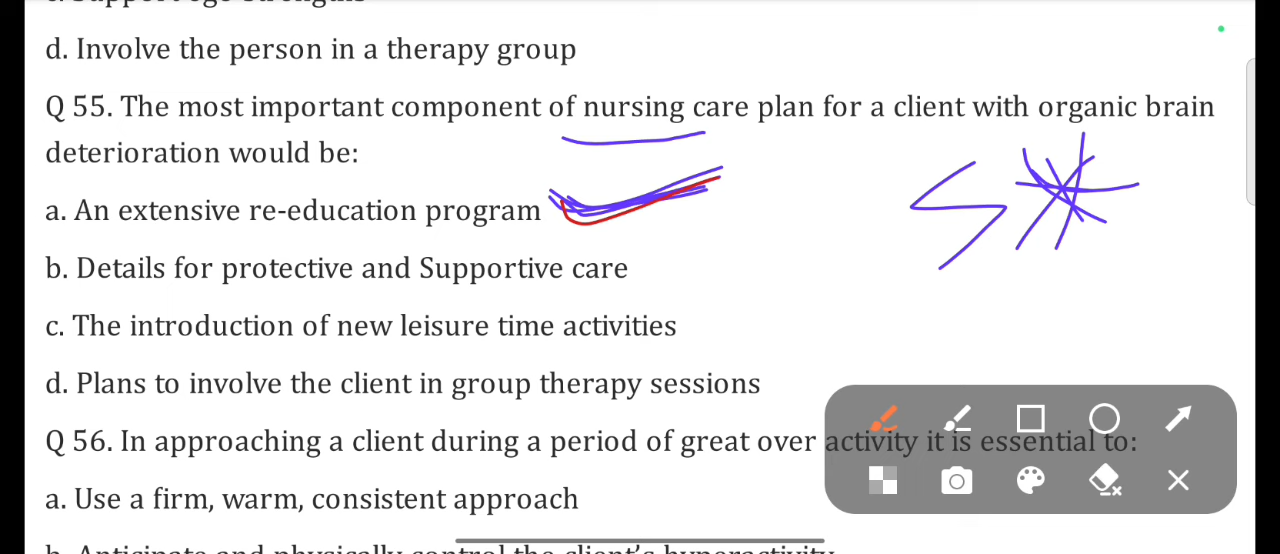 d. Involve the person in a therapy group
Q 55. The most important component of nursing care plan for a client with organic brain
deterioration would be:
a. An extensive re-education program
b. Details for protective and Supportive care
c. The introduction of new leisure time activities
d. Plans to involve the client in group therapy sessions
Q 56. In approaching a client during a period of great over activity it is essential to:
a. Use a firm, warm, consistent approach